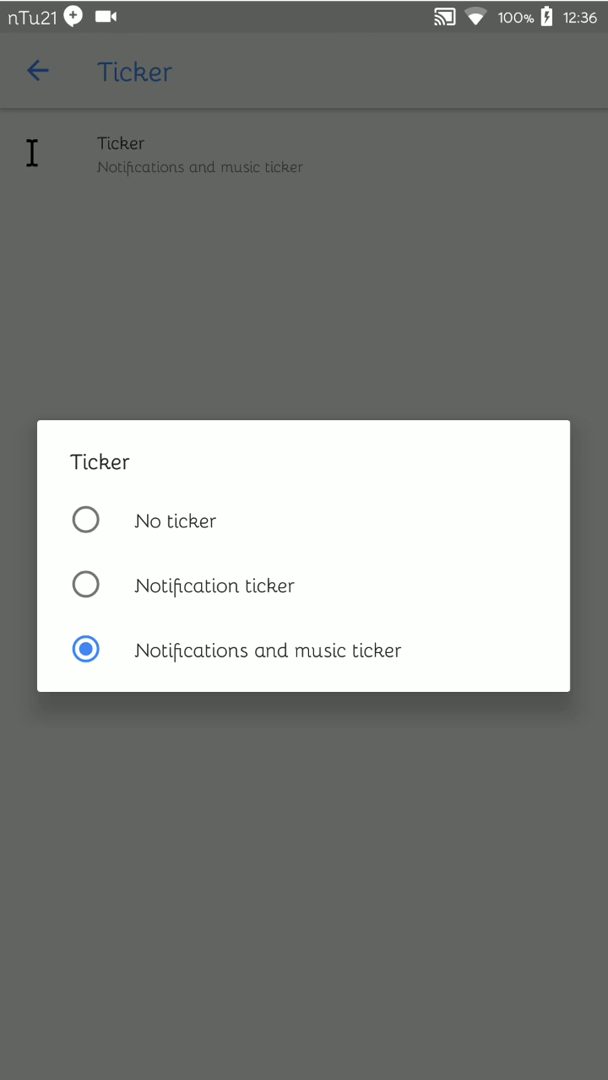 nTu21 100% 12:36
Ticker
Ticker
Notifications and music ticker
Ticker
No ticker
Notification ticker
Notifications and music ticker